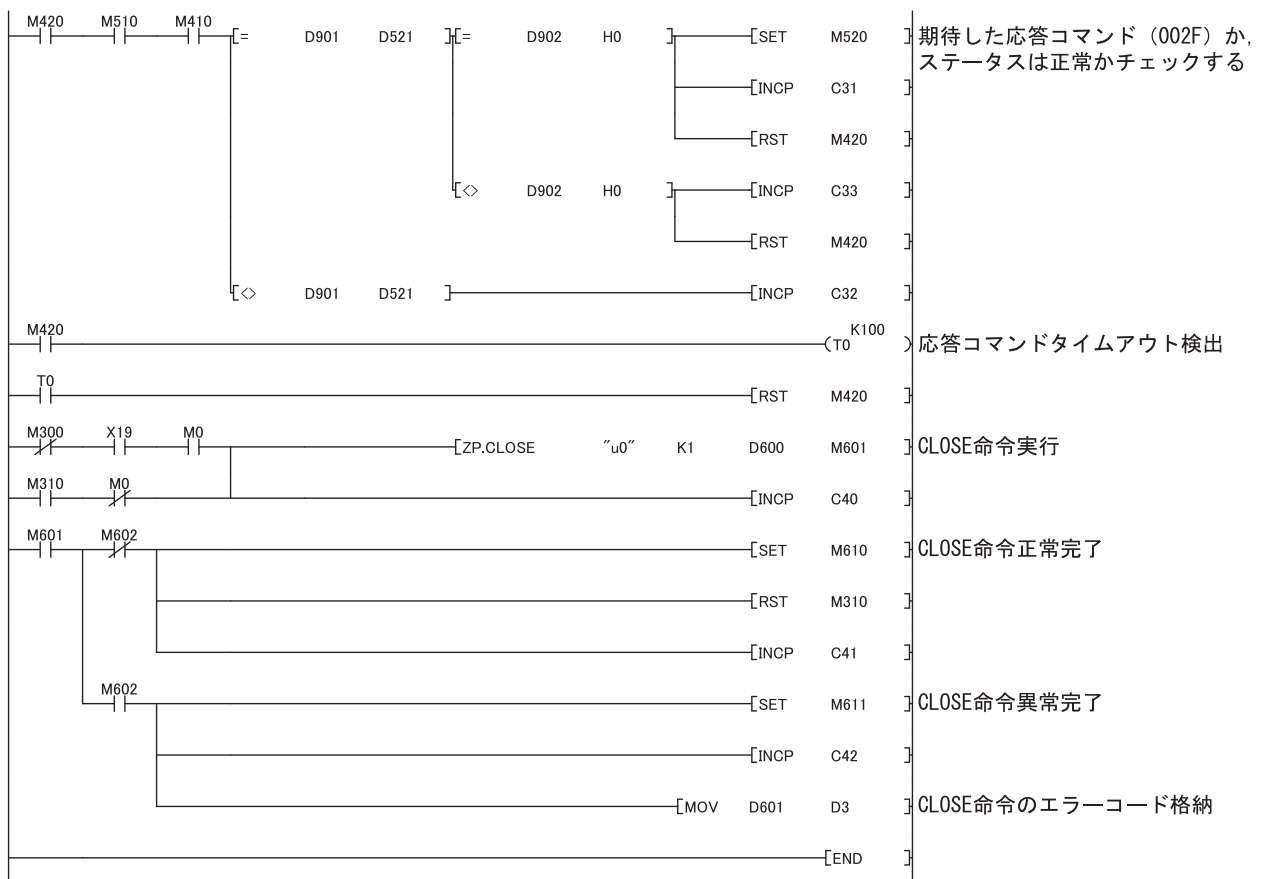 M420 M510 M410
[= D901 D521 ][= D902 H0 ] [SET M520 ] 期待した応答コマンド（002F）か，
ステータスは正常かチェックする
[INCP C31 ]
[RST M420 ]
[<> D902 H0 ] [INCP C33 ]
[RST M420 ]
[<> D901 D521 ] [INCP C32 ]
M420 K100
(T0 ) 応答コマンドタイムアウト検出
T0
[RST M420 ]
M300 X19 M0
[ZP.CLOSE "u0" K1 D600 M601 ] CLOSE命令実行
M310 M0
[INCP C40 ]
M601 M602
[SET M610 ] CLOSE命令正常完了
[RST M310 ]
[INCP C41 ]
M602
[SET M611 ] CLOSE命令異常完了
[INCP C42 ]
[MOV D601 D3 ] CLOSE命令のエラーコード格納
[END ]